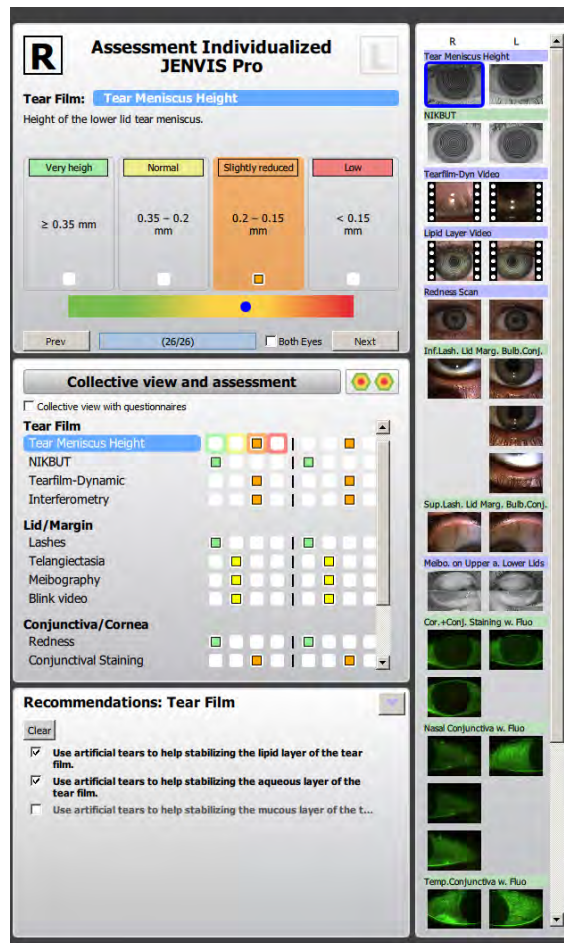 R
Assessment Individualized
JENVIS Pro
L
Tear Film: Tear Meniscus Height
Height of the lower lid tear meniscus.
Very heigh
Normal
Slightly reduced
Low
≥ 0.35 mm
0.35 – 0.2
mm
0.2 – 0.15
mm
< 0.15
mm
Prev
(26/26)
Both Eyes
Next
Collective view and assessment
Collective view with questionnaires
Tear Film
Tear Meniscus Height
NIKBUT
Tearfilm-Dynamic
Interferometry
Lid/Margin
Lashes
Telangiectasia
Meibography
Blink video
Conjunctiva/Cornea
Redness
Conjunctival Staining
Recommendations: Tear Film
Clear
Use artificial tears to help stabilizing the lipid layer of the tear
film.
Use artificial tears to help stabilizing the aqueous layer of the
tear film.
Use artificial tears to help stabilizing the mucous layer of the t...
R L
Tear Meniscus Height
NIKBUT
Tearfilm-Dyn Video
Lipid Layer Video
Redness Scan
Inf.Lash. Lid Marg. Bulb.Conj.
Sup.Lash. Lid Marg. Bulb.Conj.
Meibo. on Upper a. Lower Lids
Cor.+Conj. Staining w. Fluo
Nasal Conjunctiva w. Fluo
Temp.Conjunctiva w. Fluo